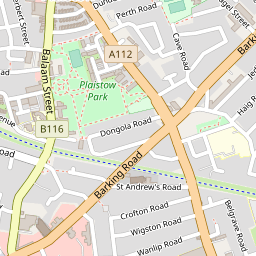 Perth Road
A112
Cave Road
Balaam Street
Plaistow
Park
Barking
Haig
B116
Dongola Road
Barking Road
St Andrew's Road
Crofton Road
Wigston Road
Wanlip Road
Belgrave Road